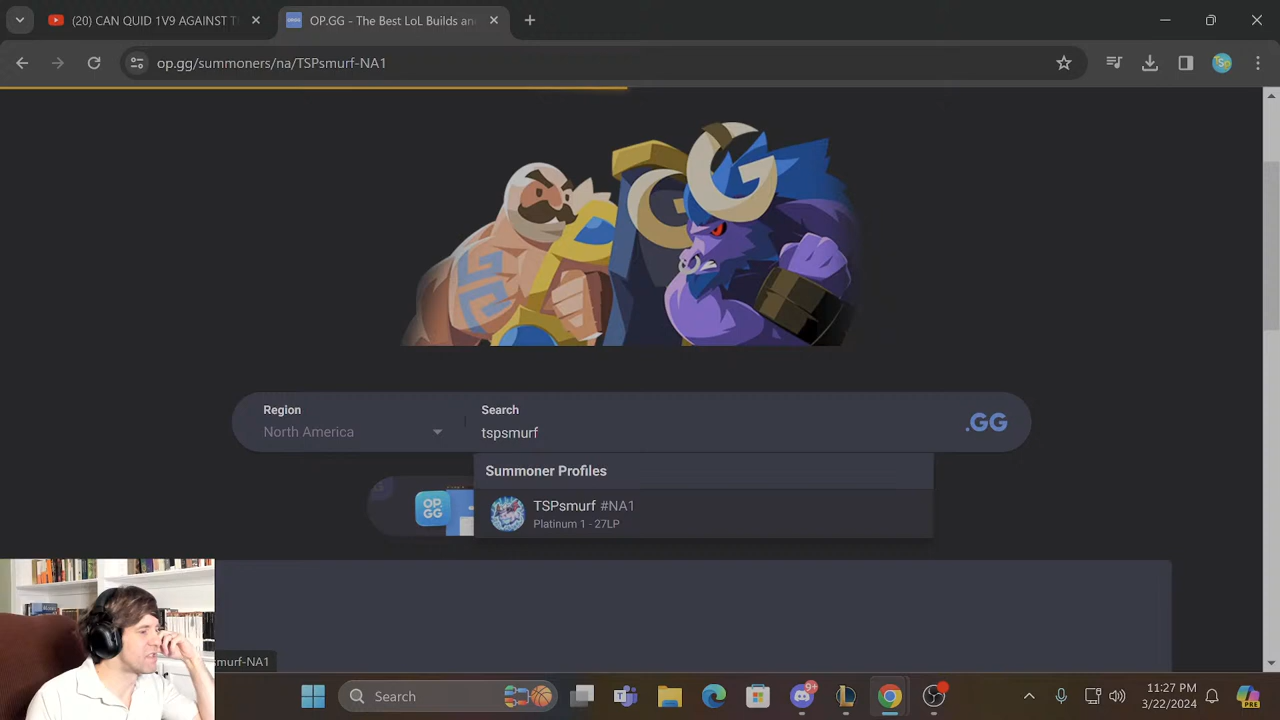 (20) CAN QUID 1V9 AGAINST T
OP.GG - The Best LoL Builds an
op.gg/summoners/na/TSPsmurf-NA1
Region
North America
Search
tspsmurf
.GG
Summoner Profiles
TSPsmurf #NA1
Platinum 1 - 27LP
OP.GG
smurf-NA1
Search
9+
11:27 PM
3/22/2024
PRE